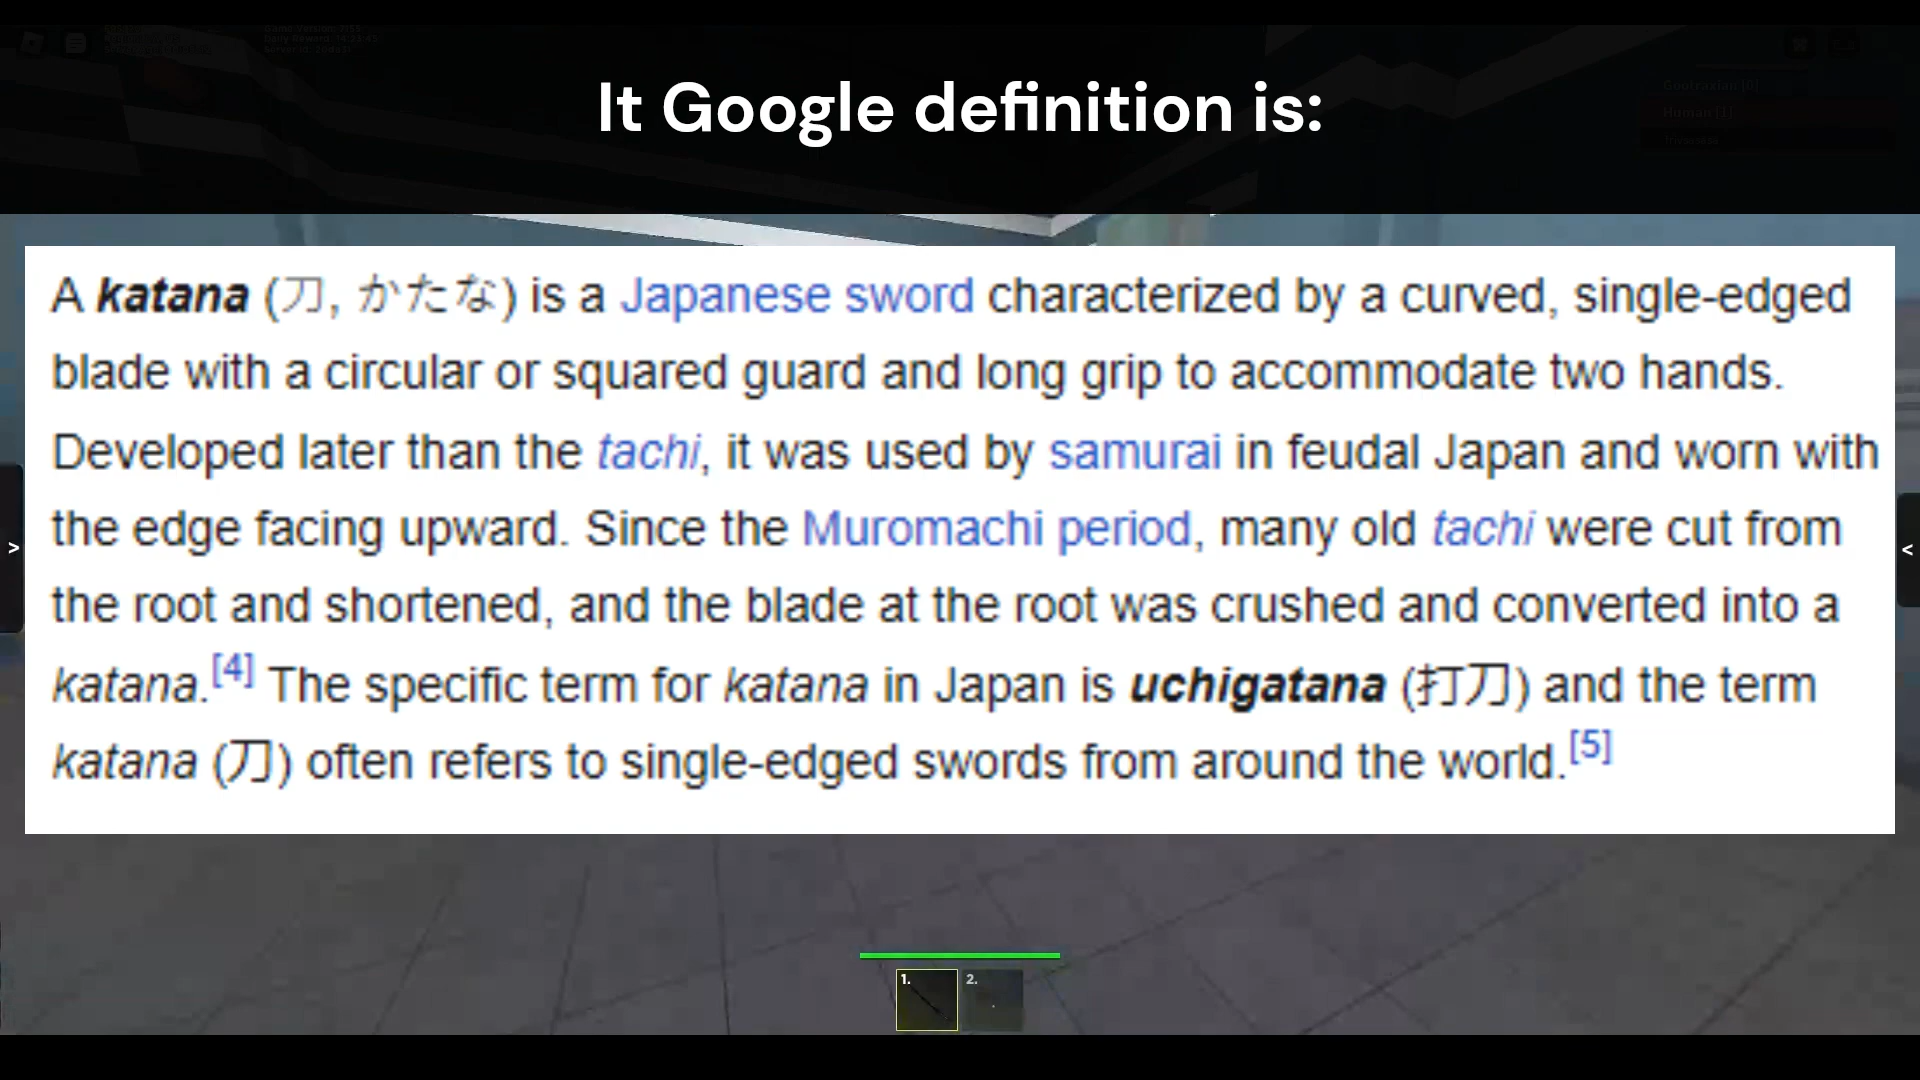 It Google definition is:
Human (1)
A katana (刀, かたな) is a Japanese sword characterized by a curved, single-edged
blade with a circular or squared guard and long grip to accommodate two hands.
Developed later than the tachi, it was used by samurai in feudal Japan and worn with
the edge facing upward. Since the Muromachi period, many old tachi were cut from
the root and shortened, and the blade at the root was crushed and converted into a
katana.[4] The specific term for katana in Japan is uchigatana (打刀) and the term
katana (刀) often refers to single-edged swords from around the world.[5]
>
<
1.
2.